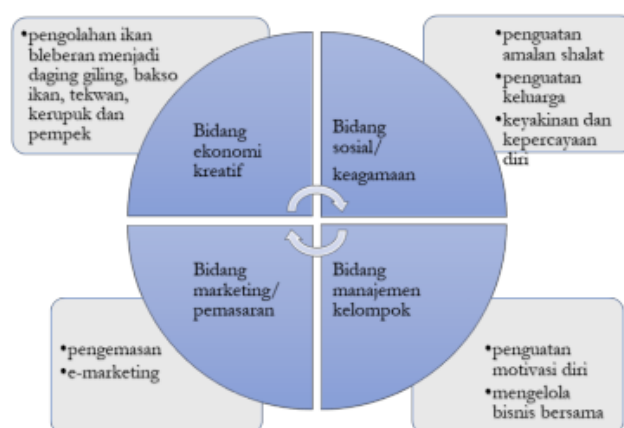 •pengolahan ikan
bleberan menjadi
daging giling, bakso
ikan, tekwan,
kerupuk dan
pempek
Bidang
ekonomi
kreatif
Bidang
sosial/
keagamaan
•penguatan
amalan shalat
•penguatan
keluarga
•keyakinan dan
kepercayaan
diri
•pengemasan
•e-marketing
Bidang
marketing/
pemasaran
Bidang
manajemen
kelompok
•penguatan
motivasi diri
•mengelola
bisnis bersama